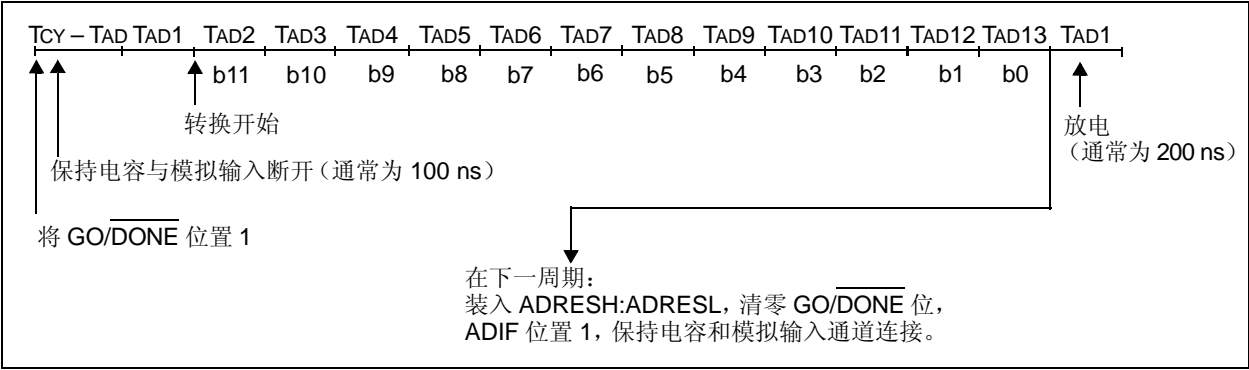 TCY – TAD TAD1 TAD2 TAD3 TAD4 TAD5 TAD6 TAD7 TAD8 TAD9 TAD10 TAD11 TAD12 TAD13 TAD1
b11 b10 b9 b8 b7 b6 b5 b4 b3 b2 b1 b0
转换开始
放电
（通常为 200 ns）
保持电容与模拟输入断开（通常为 100 ns）
将 GO/DONE 位置 1
在下一周期：
装入 ADRESH:ADRESL，清零 GO/DONE 位，
ADIF 位置 1，保持电容和模拟输入通道连接。